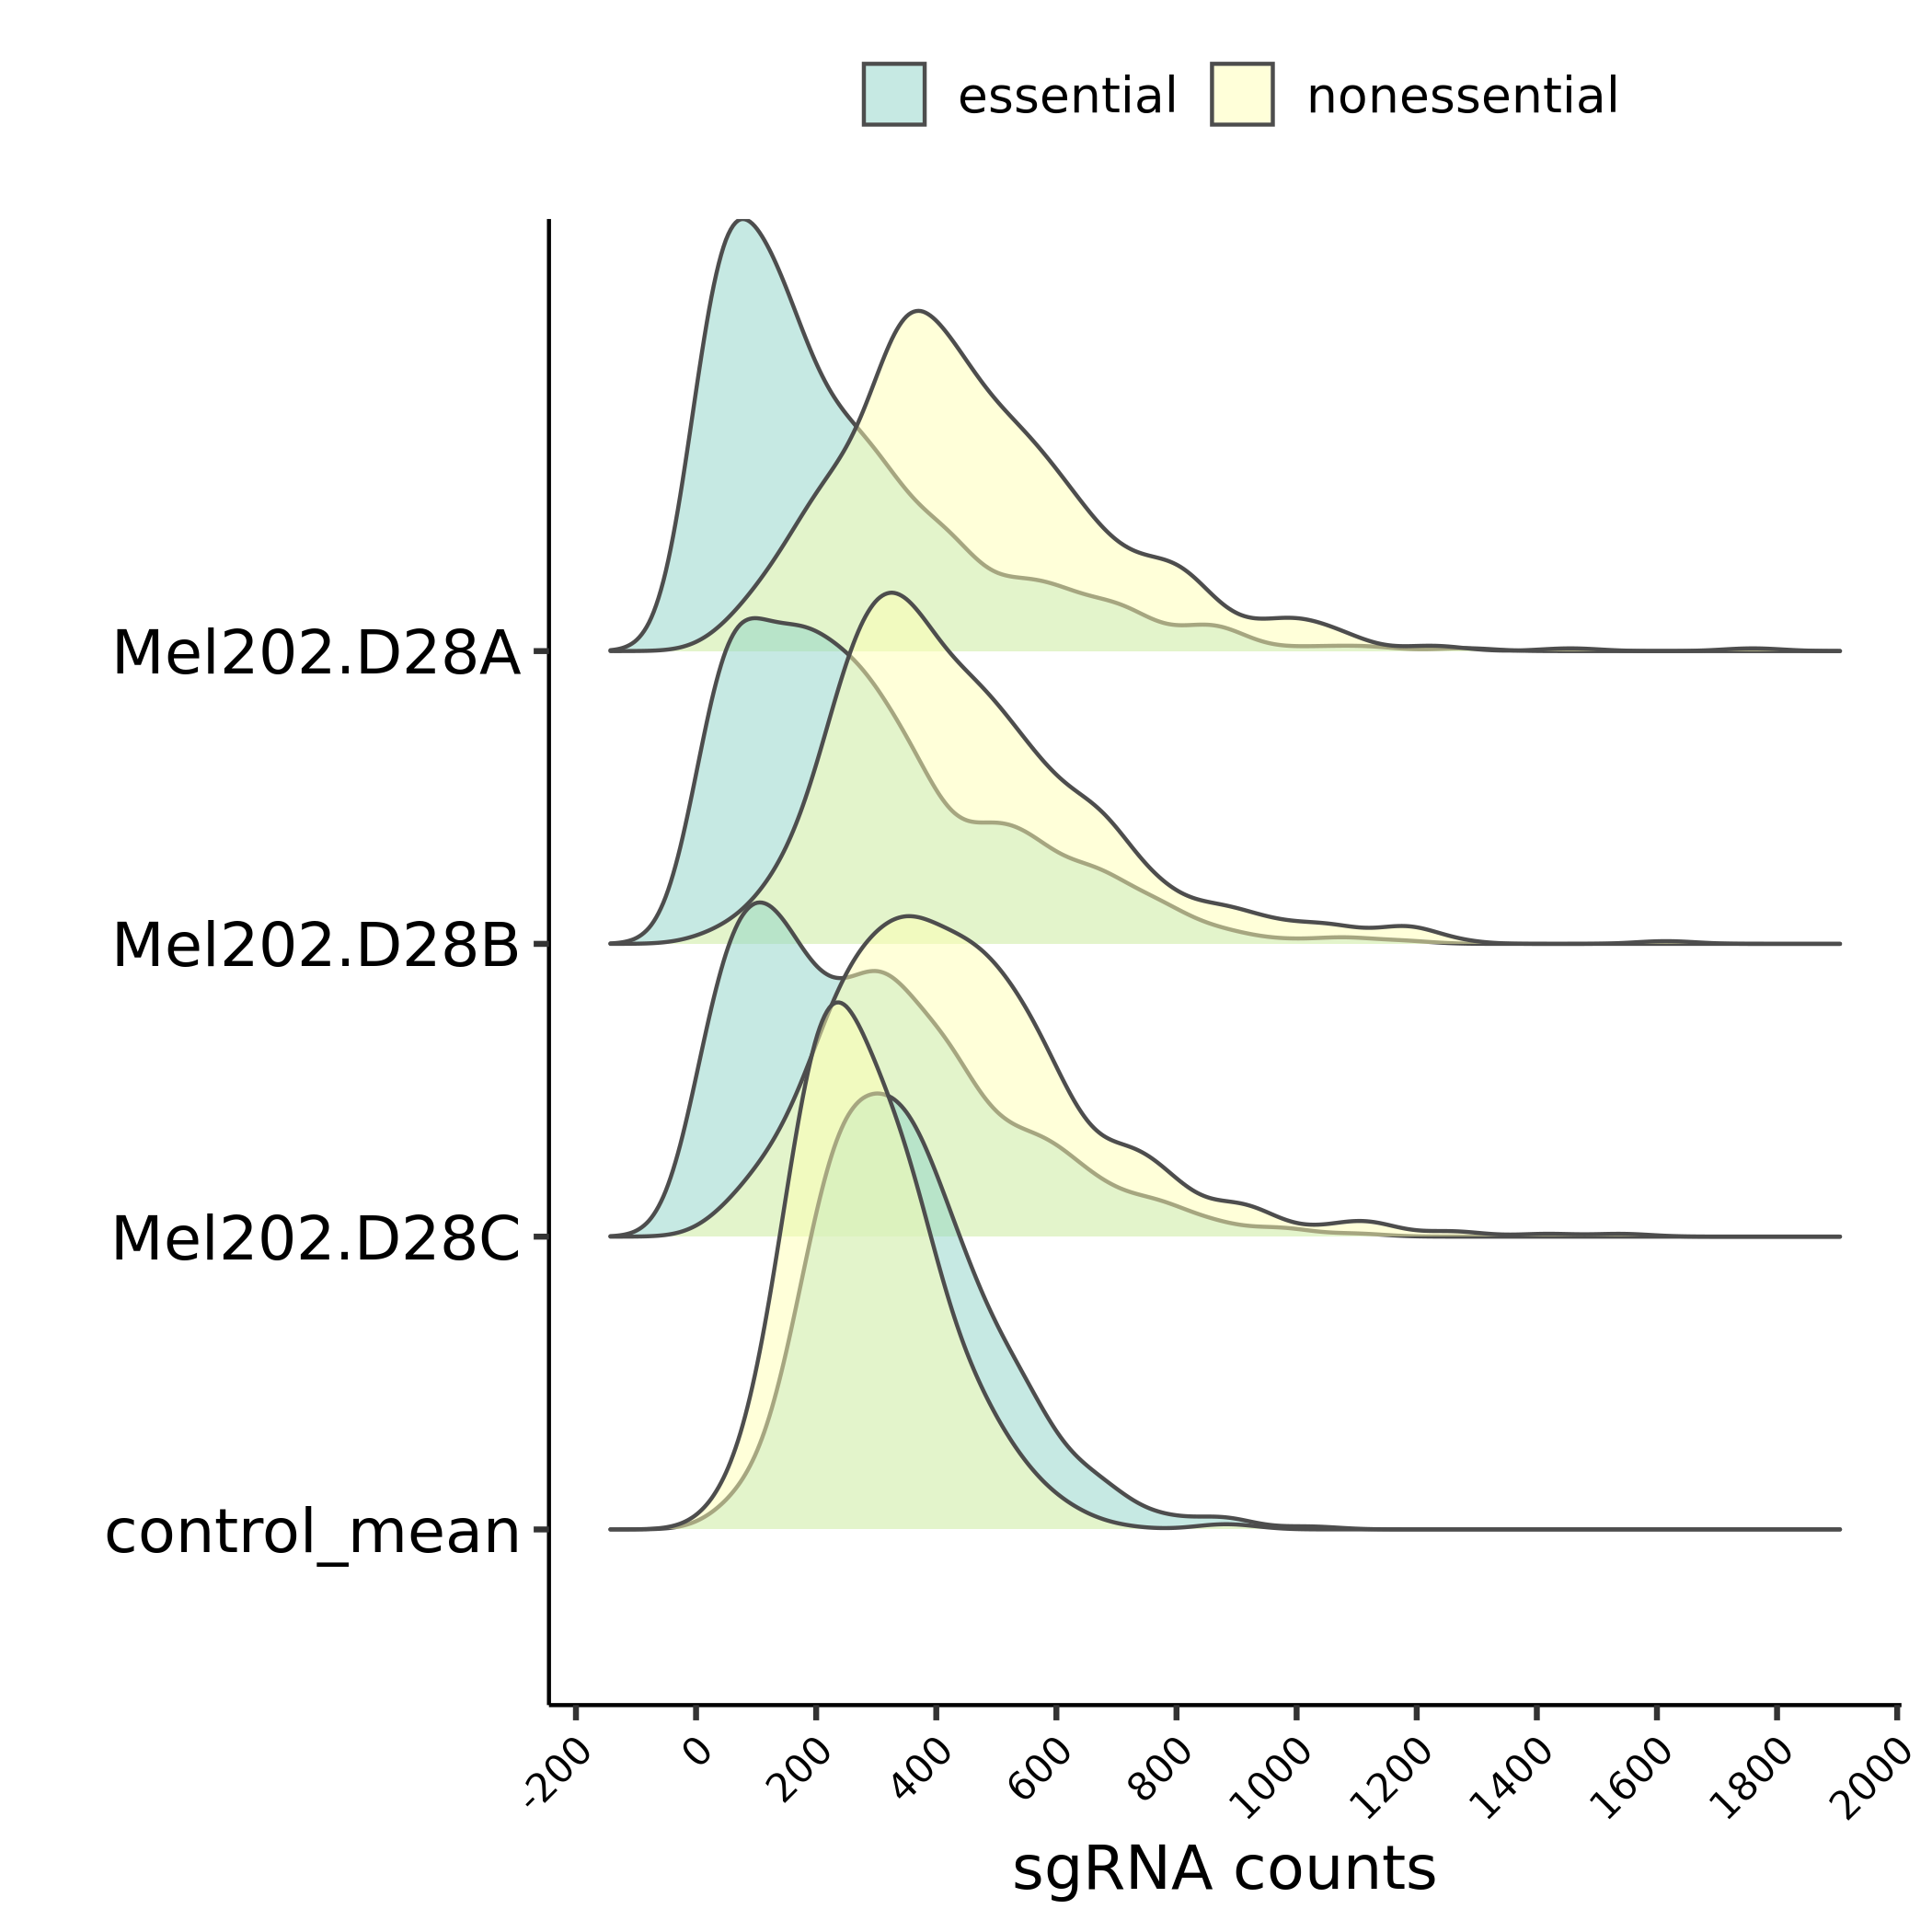 essential nonessential
Mel202.D28A
Mel202.D28B
Mel202.D28C
control_mean
-200 0 200 400 600 800 1000 1200 1400 1600 1800 2000
sgRNA counts